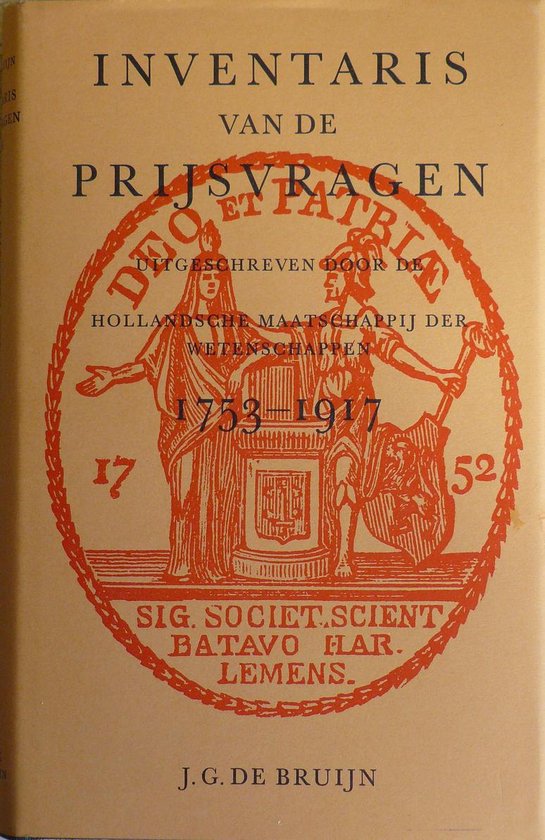 INVENTARIS
VAN DE
PRIJSVRAGEN
DEO ET PATRIÆ
UITGESCHREVEN DOOR DE
HOLLANDSCHE MAATSCHAPPIJ DER
WETENSCHAPPEN
1753–1917
17 52
SIG. SOCIET. SCIENT
BATAVO HAR.
LEMENS.
J. G. DE BRUIJN